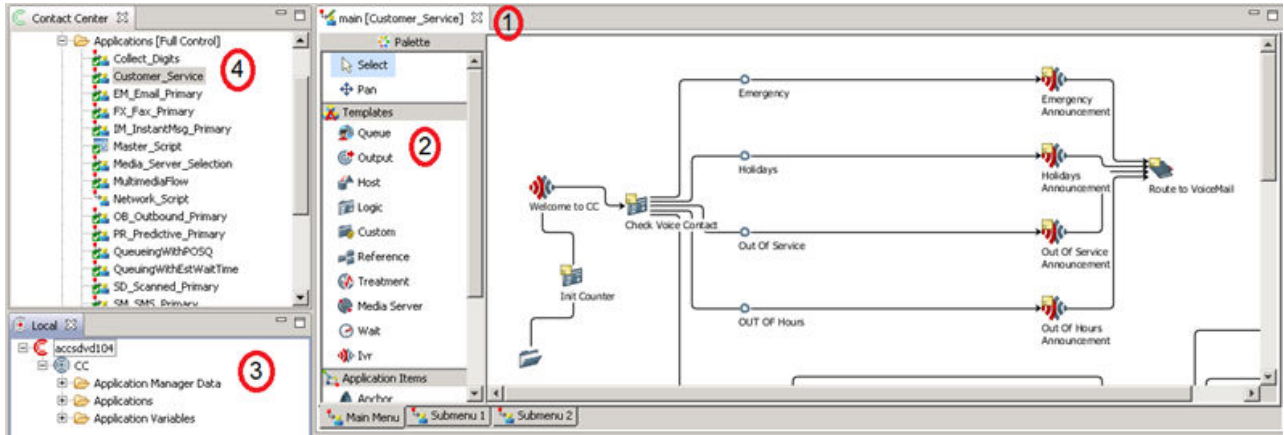 Contact Center
Applications [Full Control]
Collect_Digits
Customer_Service
EM_Email_Primary
FX_Fax_Primary
IM_InstantMsg_Primary
Master_Script
Media_Server_Selection
MultimediaFlow
Network_Script
OB_Outbound_Primary
PR_Predictive_Primary
QueueingWithPOSQ
QueuingWithEstWaitTime
SD_Scanned_Primary
SM_SMS_Primary
4
Local
accsdvd104
CC
Application Manager Data
Applications
Application Variables
3
main [Customer_Service]
1
Palette
Select
Pan
Templates
Queue
Output
Host
Logic
Custom
Reference
Treatment
Media Server
Wait
Ivr
Application Items
Anchor
2
Welcome to CC
Init Counter
Check Voice Contact
Emergency
Holidays
Out Of Service
OUT OF Hours
Emergency
Announcement
Holidays
Announcement
Out Of Service
Announcement
Out Of Hours
Announcement
Route to VoiceMail
Main Menu
Submenu 1
Submenu 2